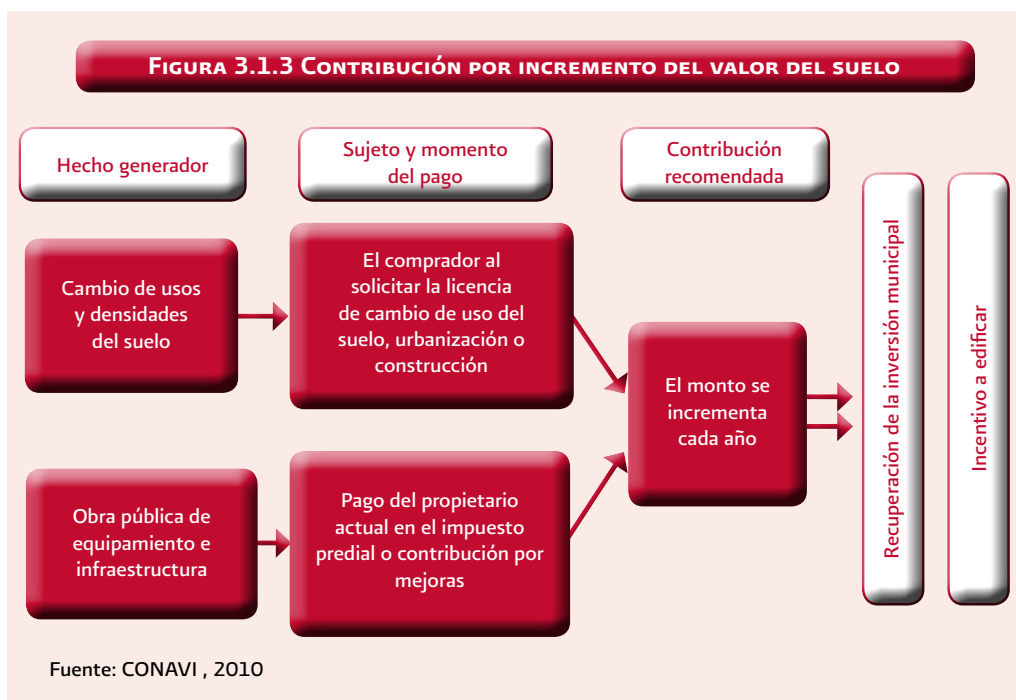 FIGURA 3.1.3 CONTRIBUCIÓN POR INCREMENTO DEL VALOR DEL SUELO
Hecho generador
Sujeto y momento
del pago
Contribución
recomendada
Cambio de usos
y densidades
del suelo
El comprador al
solicitar la licencia
de cambio de uso del
suelo, urbanización o
construcción
El monto se
incrementa
cada año
Obra pública de
equipamiento e
infraestructura
Pago del propietario
actual en el impuesto
predial o contribución por
mejoras
Recuperación de la inversión municipal
Incentivo a edificar
Fuente: CONAVI , 2010